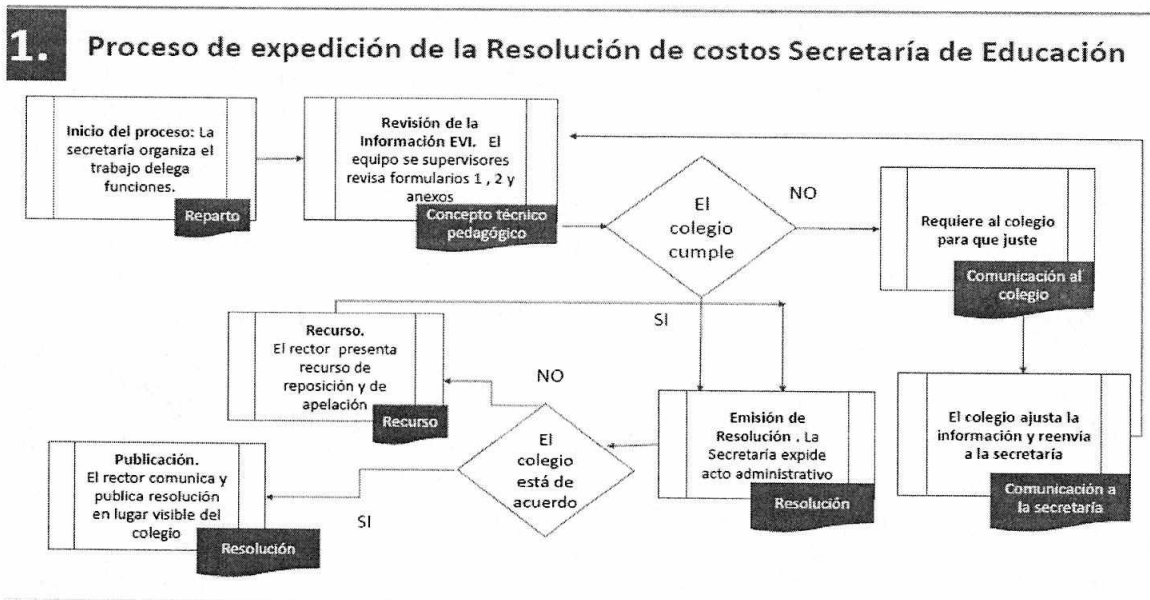 1. Proceso de expedición de la Resolución de costos Secretaría de Educación
Inicio del proceso: La
secretaría organiza el
trabajo delega
funciones.
Reparto
Revisión de la
Información EVI. El
equipo se supervisores
revisa formularios 1 , 2 y
anexos
Concepto técnico
pedagógico
El
colegio
cumple
NO
Requiere al colegio
para que juste
Comunicación al
colegio
SI
Recurso.
El rector presenta
recurso de
reposición y de
apelación
Recurso
NO
El
colegio
está de
acuerdo
Emisión de
Resolución . La
Secretaría expide
acto administrativo
Resolución
El colegio ajusta la
información y reenvía
a la secretaría
Comunicación a
la secretaría
Publicación.
El rector comunica y
publica resolución
en lugar visible del
colegio
Resolución
SI